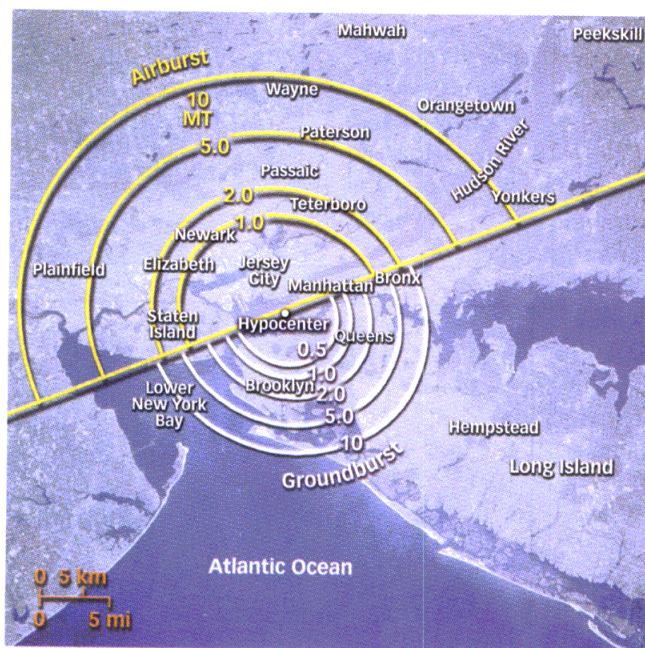 Mahwah
Peekskill
Airburst
Wayne
10
MT
Orangetown
5.0
Paterson
Hudson River
Passaic
2.0
Teterboro
Yonkers
1.0
Newark
Plainfield
Elizabeth
Jersey
City
Manhattan
Bronx
Staten
Island
Hypocenter
Queens
0.5
1.0
Brooklyn
2.0
Lower
New York
Bay
5.0
10
Hempstead
Groundburst
Long Island
Atlantic Ocean
0 5 km
0 5 mi